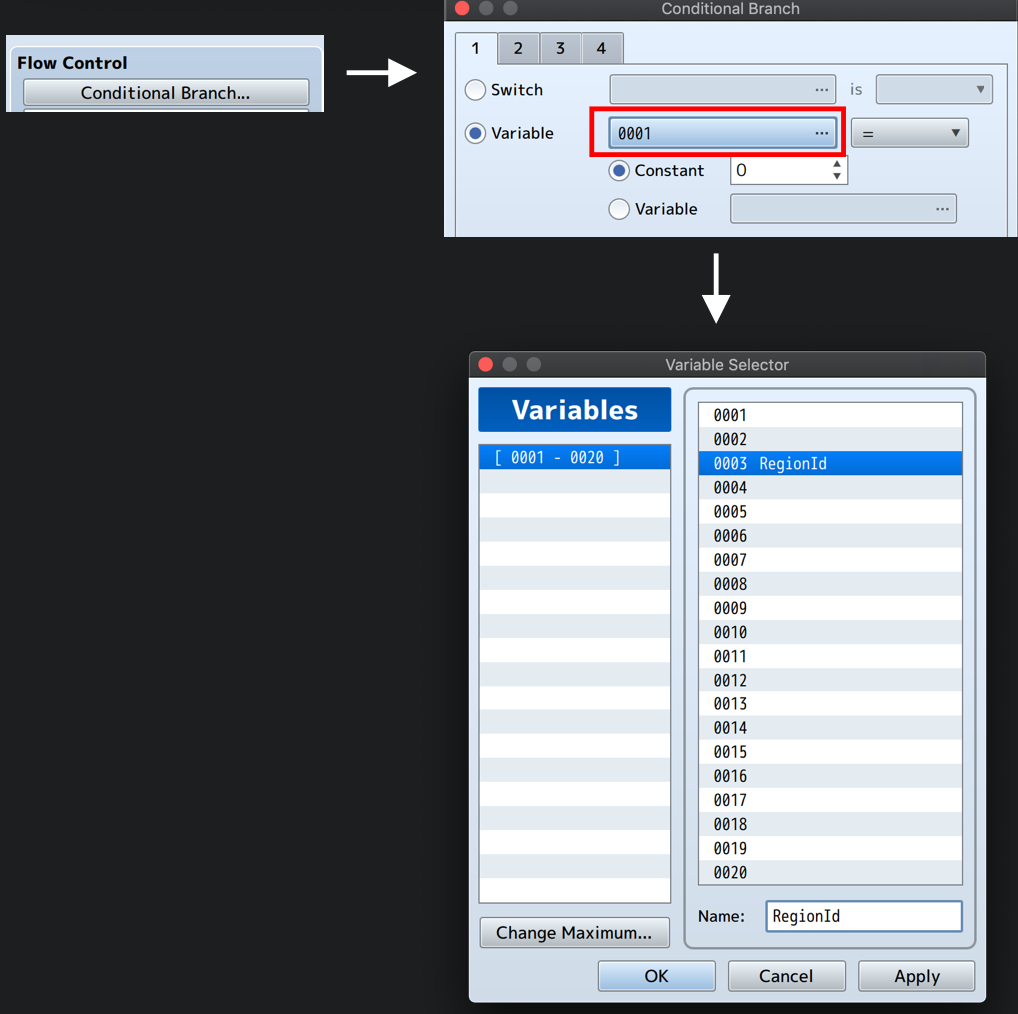 Flow Control
Conditional Branch...
Conditional Branch
1 2 3 4
Switch ... is
Variable 0001 ... =
Constant 0
Variable ...
Variable Selector
Variables
[ 0001 - 0020 ]
Change Maximum...
0001
0002
0003 RegionId
0004
0005
0006
0007
0008
0009
0010
0011
0012
0013
0014
0015
0016
0017
0018
0019
0020
Name: RegionId
OK Cancel Apply